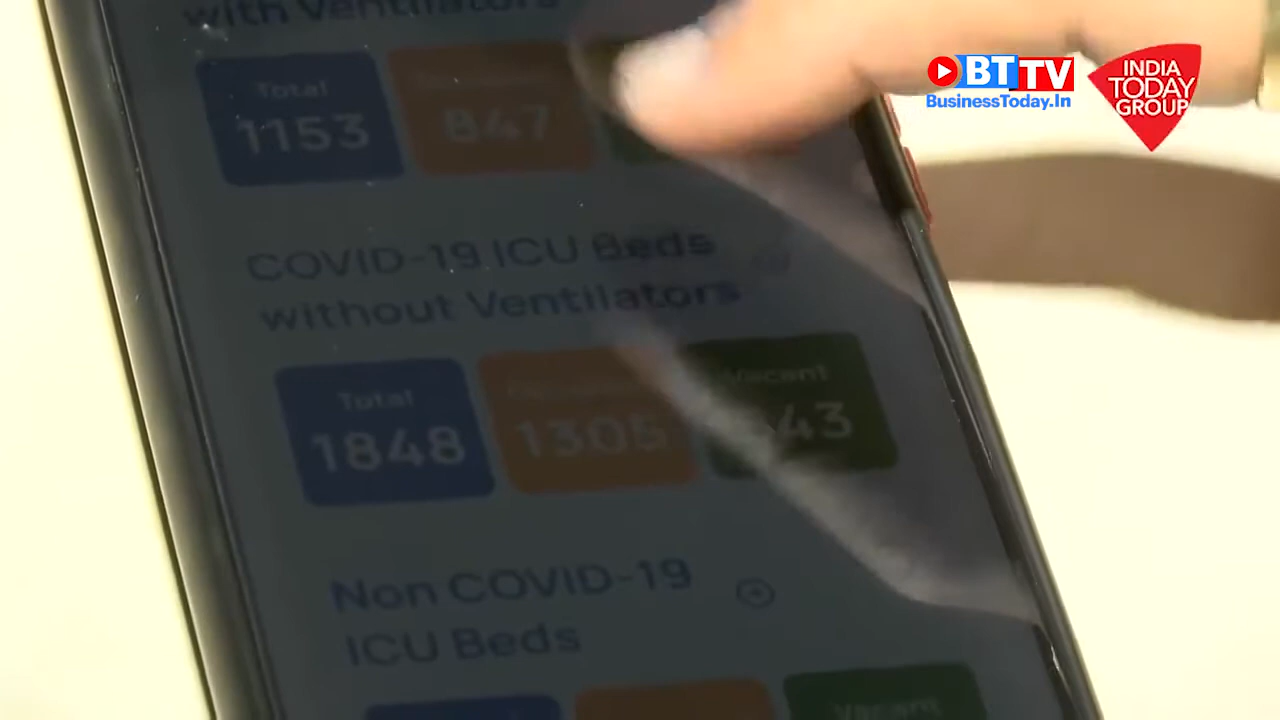 with Ventilators
Total
1153
847
COVID-19 ICU Beds
without Ventilators
Total
1848
1305
Vacant
Non COVID-19
ICU Beds
Vacant
BTTV
BusinessToday.In
INDIA
TODAY
GROUP